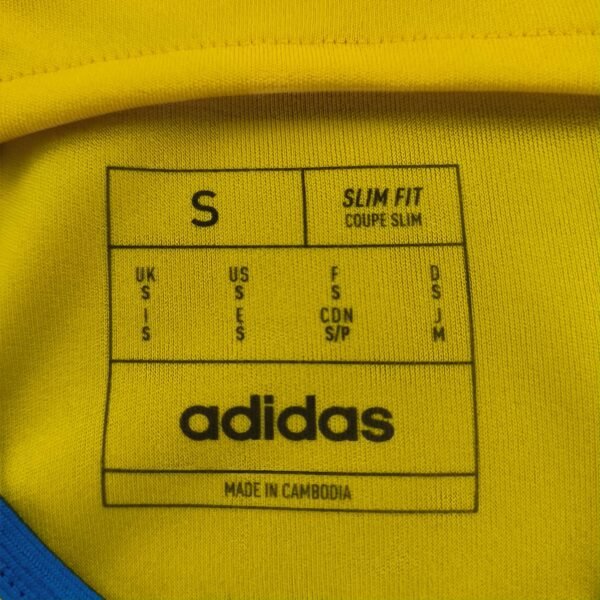 S
SLIM FIT
COUPE SLIM
UK US F D
S S S S
I E CDN J
S S S/P M
adidas
MADE IN CAMBODIA